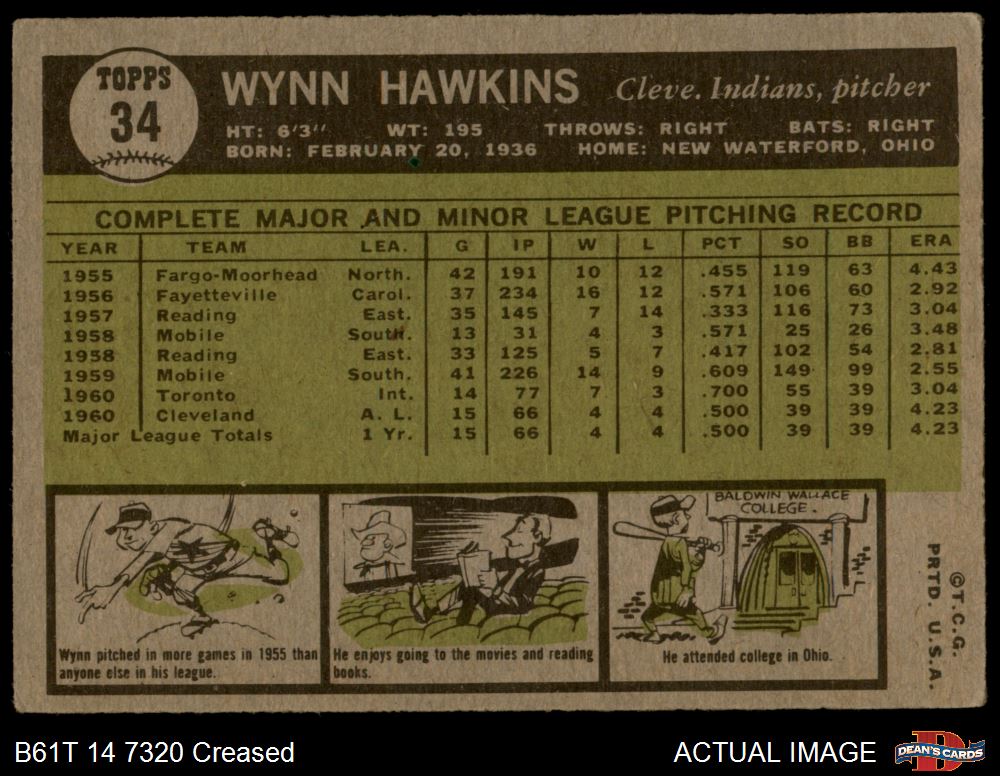 TOPPS
34
WYNN HAWKINS Cleve. Indians, pitcher
HT: 6'3" WT: 195 THROWS: RIGHT BATS: RIGHT
BORN: FEBRUARY 20, 1936 HOME: NEW WATERFORD, OHIO
COMPLETE MAJOR AND MINOR LEAGUE PITCHING RECORD
YEAR TEAM LEA. G IP W L PCT SO BB ERA
1955 Fargo-Moorhead North. 42 191 10 12 .455 119 63 4.43
1956 Fayetteville Carol. 37 234 16 12 .571 106 60 2.92
1957 Reading East. 35 145 7 14 .333 116 73 3.04
1958 Mobile South. 13 31 4 3 .571 25 26 3.48
1958 Reading East. 33 125 5 7 .417 102 54 2.81
1959 Mobile South. 41 226 14 9 .609 149 99 2.55
1960 Toronto Int. 14 77 7 3 .700 55 39 3.04
1960 Cleveland A. L. 15 66 4 4 .500 39 39 4.23
Major League Totals 1 Yr. 15 66 4 4 .500 39 39 4.23
BALDWIN WALLACE
COLLEGE.
Wynn pitched in more games in 1955 than
anyone else in his league.
He enjoys going to the movies and reading
books.
He attended college in Ohio.
©T.C.G.
PRTD. U.S.A.
B61T 14 7320 Creased
ACTUAL IMAGE
D
DEAN'S CARDS